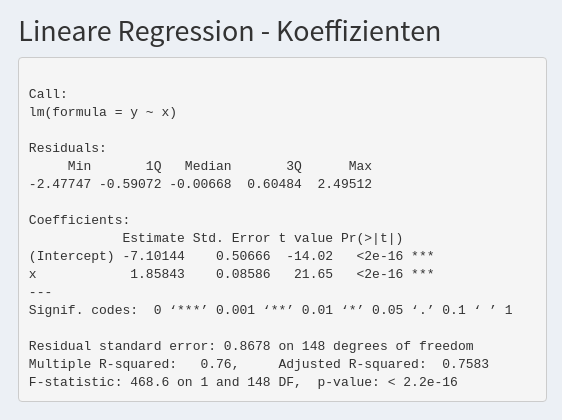 Lineare Regression - Koeffizienten
Call:
lm(formula = y ~ x)
Residuals:
     Min       1Q   Median       3Q      Max
-2.47747 -0.59072 -0.00668  0.60484  2.49512
Coefficients:
            Estimate Std. Error t value Pr(>|t|)
(Intercept) -7.10144    0.50666  -14.02   <2e-16 ***
x            1.85843    0.08586   21.65   <2e-16 ***
---
Signif. codes:  0 ‘***’ 0.001 ‘**’ 0.01 ‘*’ 0.05 ‘.’ 0.1 ‘ ’ 1
Residual standard error: 0.8678 on 148 degrees of freedom
Multiple R-squared:   0.76,     Adjusted R-squared:  0.7583
F-statistic: 468.6 on 1 and 148 DF,  p-value: < 2.2e-16